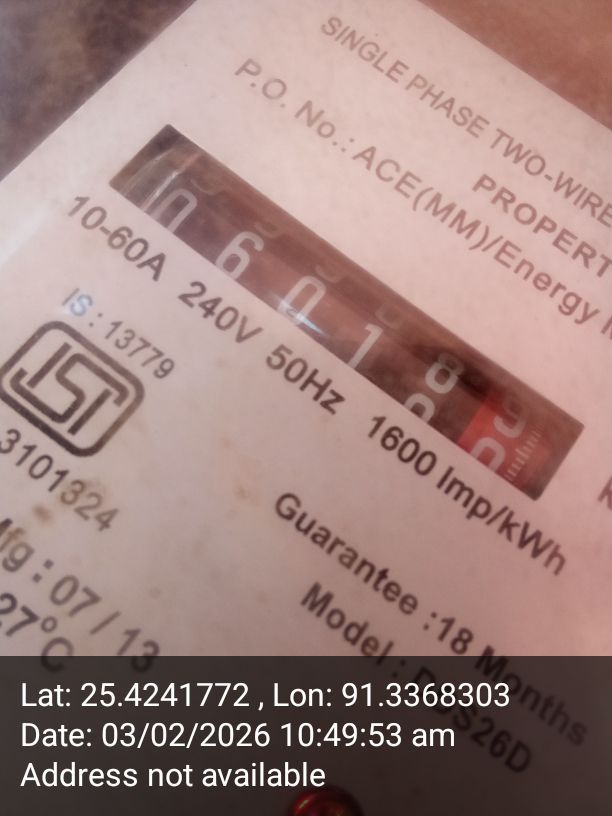 SINGLE PHASE TWO-WIRE
P.O. No.: ACE(MM)/Energy
PROPERT
0 6 0 1 8 9
10-60A 240V 50Hz 1600 Imp/kWh
IS : 13779
3101324
Mfg : 07 / 13
27°C
Guarantee :18 Months
Model :
Lat: 25.4241772 , Lon: 91.3368303
Date: 03/02/2026 10:49:53 am
Address not available